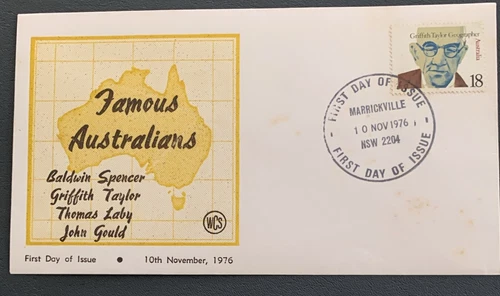 Famous
Australians
Baldwin Spencer
Griffith Taylor
Thomas Laby
John Gould
WCS
First Day of Issue • 10th November, 1976
Griffith Taylor Geographer
Australia
18
FIRST DAY OF ISSUE
MARRICKVILLE
10 NOV 1976
NSW 2204
FIRST DAY OF ISSUE